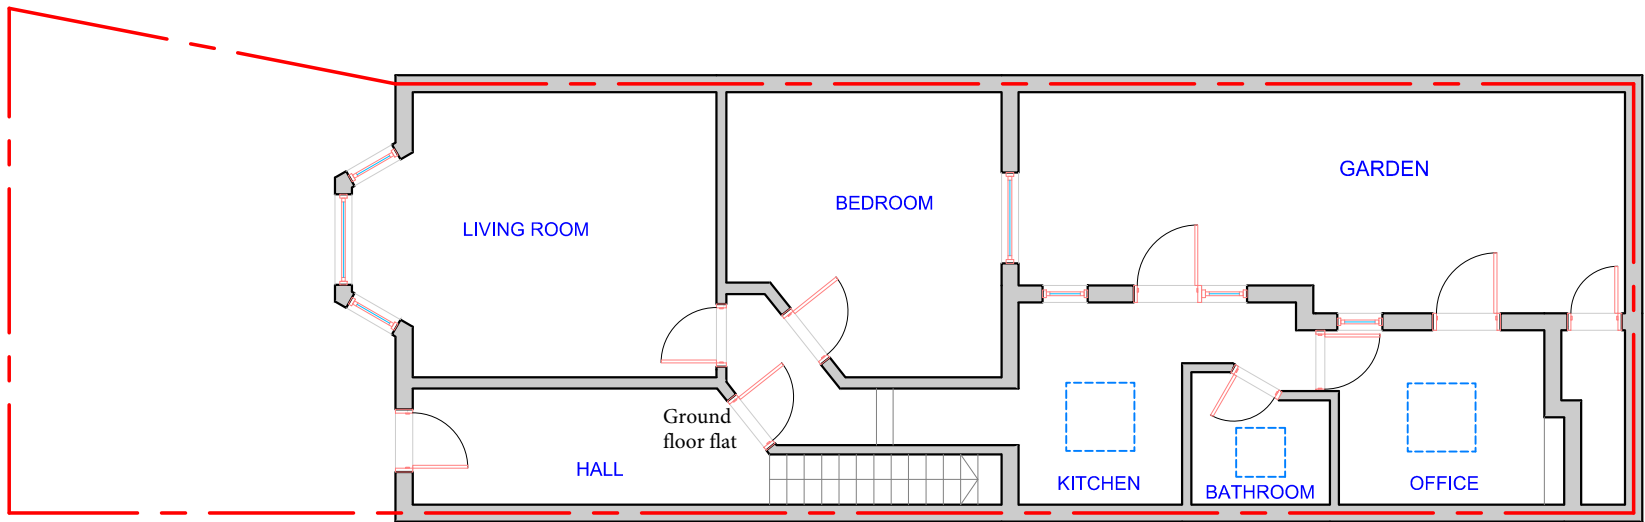 GARDEN
BEDROOM
LIVING ROOM
Ground
floor flat
HALL
KITCHEN
BATHROOM
OFFICE